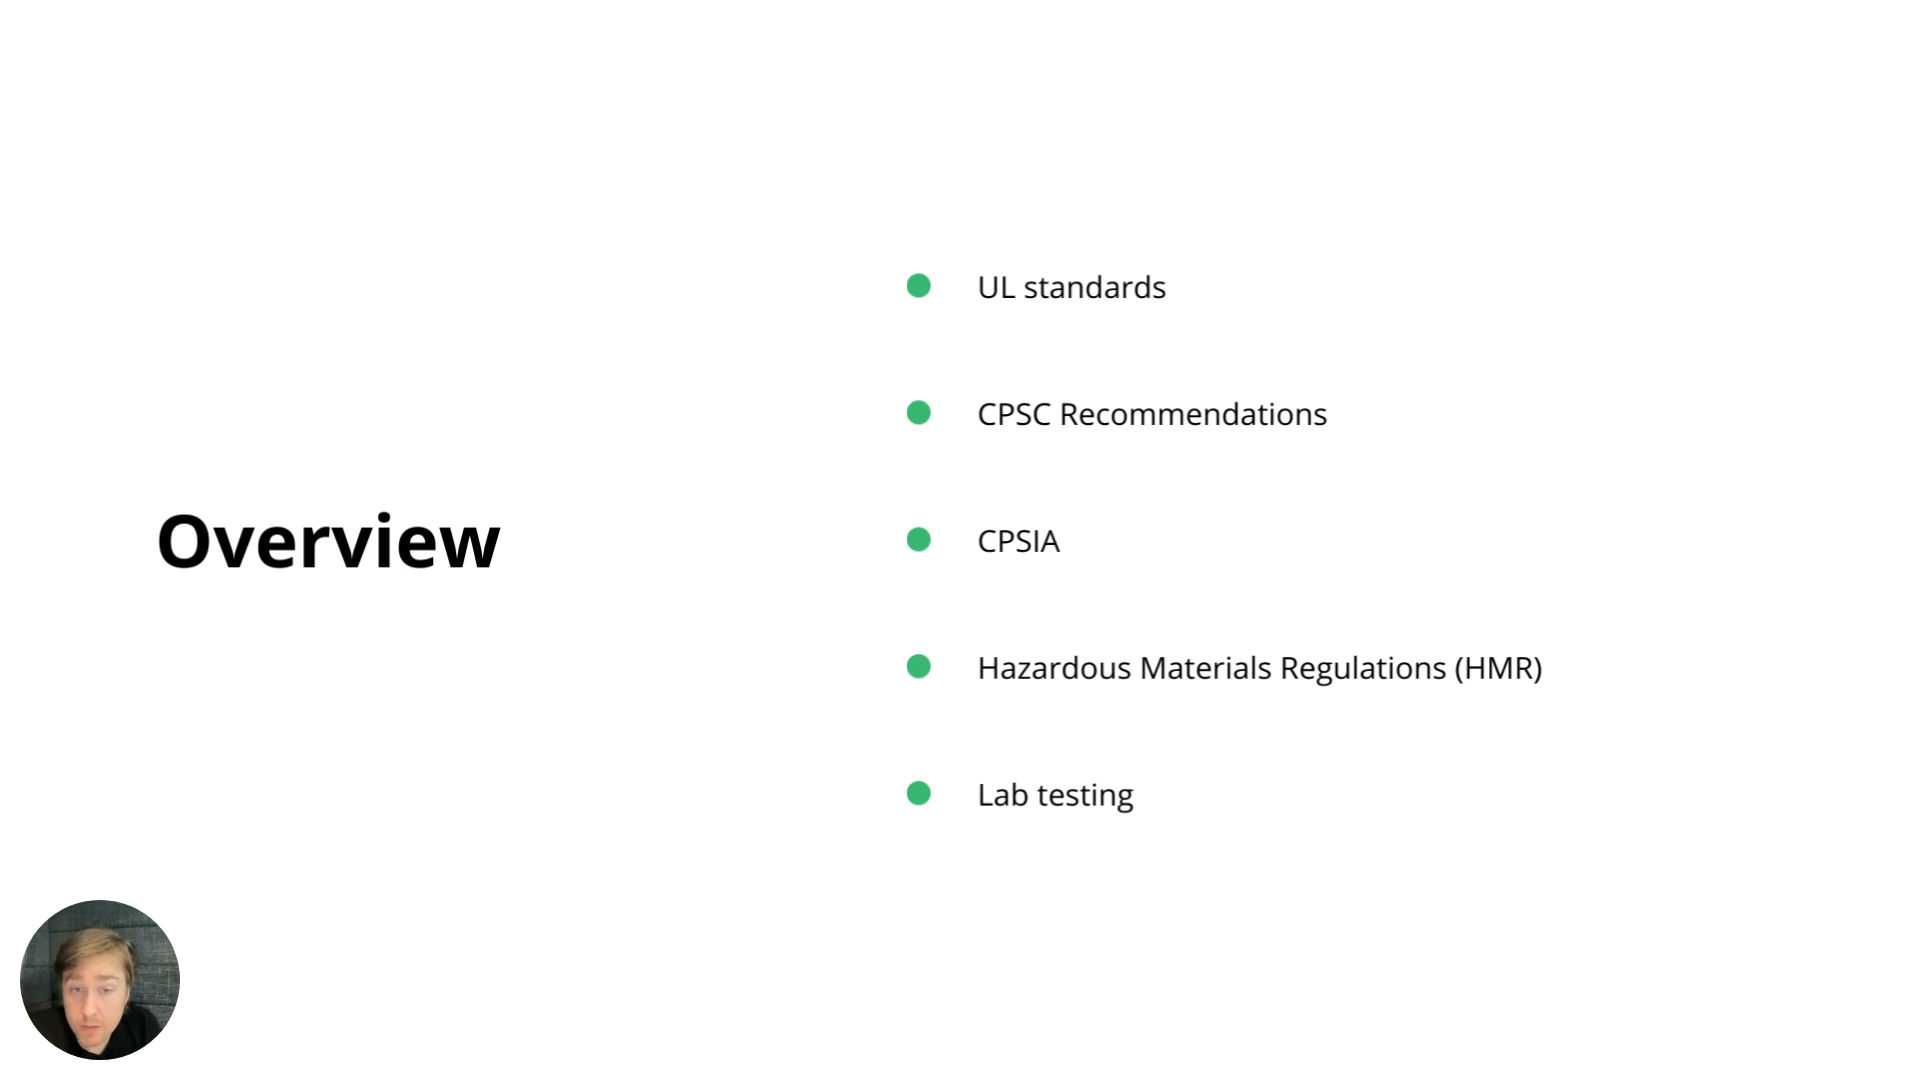 Overview
UL standards
CPSC Recommendations
CPSIA
Hazardous Materials Regulations (HMR)
Lab testing